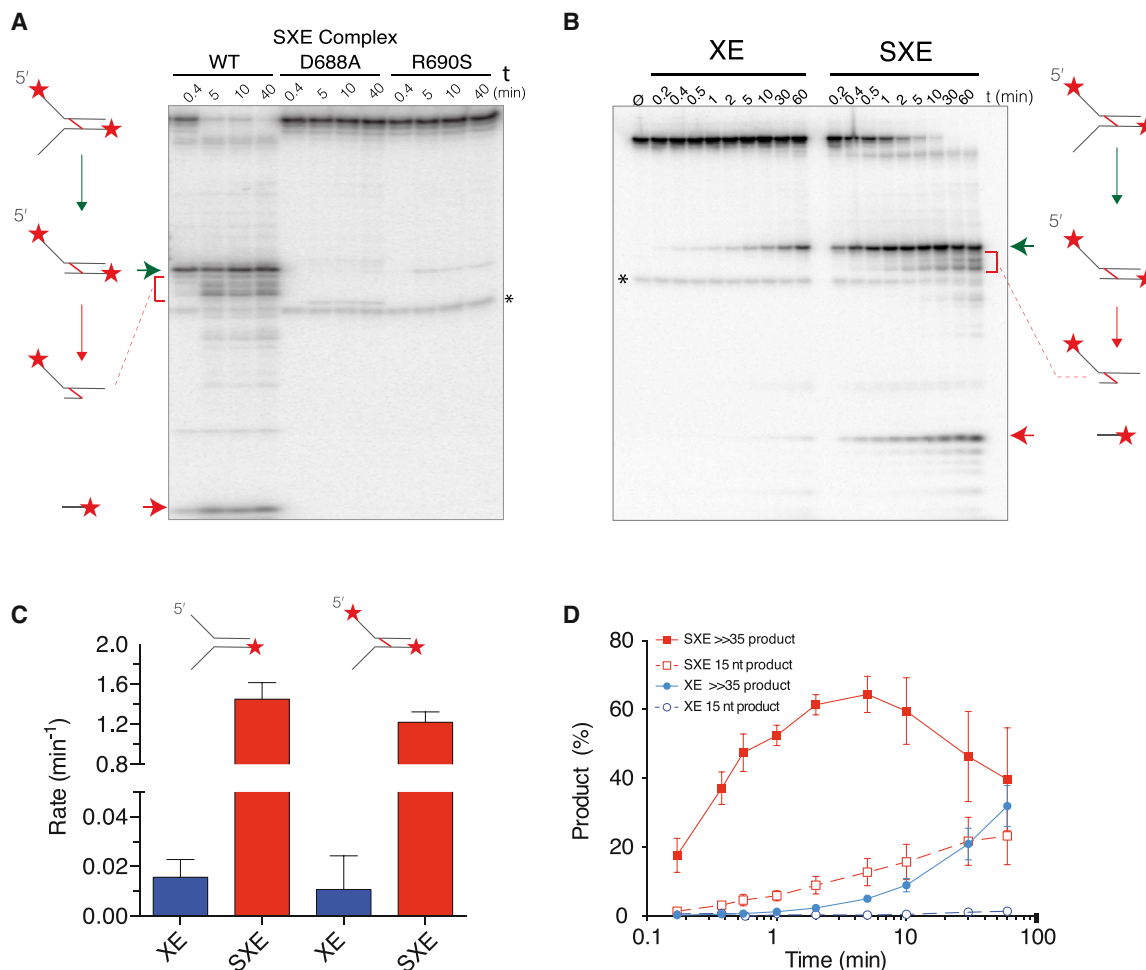 A
SXE Complex
WT D688A R690S t
0.4 5 10 40 0.4 5 10 40 0.4 5 10 40 (min)
5′
5′
*
B
XE SXE
Ø 0.2 0.4 0.5 1 2 5 10 30 60 0.2 0.4 0.5 1 2 5 10 30 60 t (min)
5′
5′
*
C
5′ 5′
Rate (min-1)
2.0
1.6
1.2
0.8
0.04
0.02
0.00
XE SXE XE SXE
D
SXE >>35 product
SXE 15 nt product
XE >>35 product
XE 15 nt product
Product (%)
80
60
40
20
0
0.1 1 10 100
Time (min)